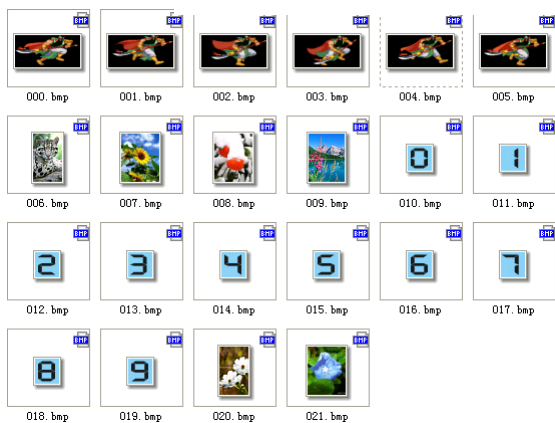 BMP BMP BMP BMP BMP BMP
000.bmp 001.bmp 002.bmp 003.bmp 004.bmp 005.bmp
BMP BMP BMP BMP BMP BMP
0 1
006.bmp 007.bmp 008.bmp 009.bmp 010.bmp 011.bmp
BMP BMP BMP BMP BMP BMP
2 3 4 5 6 7
012.bmp 013.bmp 014.bmp 015.bmp 016.bmp 017.bmp
BMP BMP BMP BMP
8 9
018.bmp 019.bmp 020.bmp 021.bmp